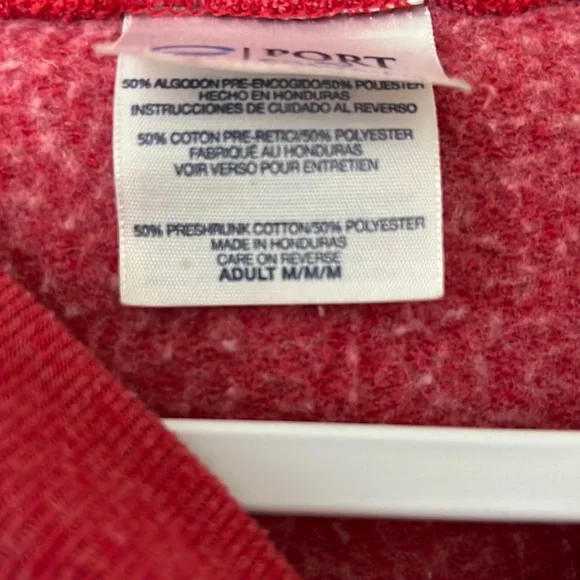 PORT
50% ALGODON PRE-ENCOGIDO/50% POLIESTER
HECHO EN HONDURAS
INSTRUCCIONES DE CUIDADO AL REVERSO
50% COTON PRE-RETICI/50% POLYESTER
FABRIQUÉ AU HONDURAS
VOIR VERSO POUR ENTRETIEN
50% PRESHRUNK COTTON/50% POLYESTER
MADE IN HONDURAS
CARE ON REVERSE
ADULT M/M/M